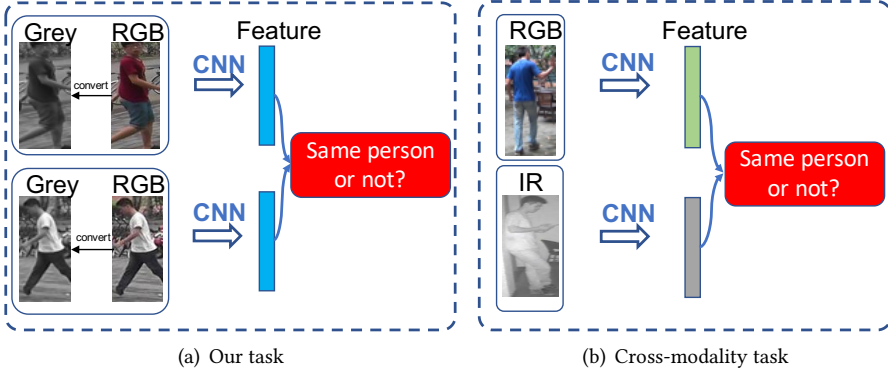 Grey RGB Feature
convert
CNN
Same person
or not?
Grey RGB
convert
CNN
RGB
CNN
Same person
or not?
IR
CNN
(a) Our task
(b) Cross-modality task